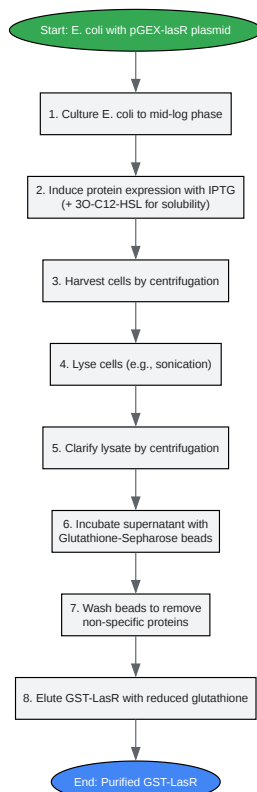 Start: E. coli with pGEX-lasR plasmid
1. Culture E. coli to mid-log phase
2. Induce protein expression with IPTG
(+ 3O-C12-HSL for solubility)
3. Harvest cells by centrifugation
4. Lyse cells (e.g., sonication)
5. Clarify lysate by centrifugation
6. Incubate supernatant with
Glutathione-Sepharose beads
7. Wash beads to remove
non-specific proteins
8. Elute GST-LasR with reduced glutathione
End: Purified GST-LasR